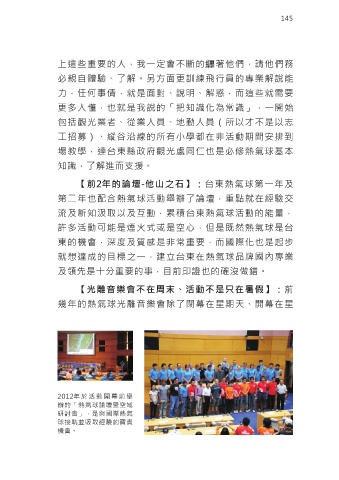 145
上這些重要的人，我一定會不斷的纏著他們，請他們務
必親自體驗、了解。另方面更訓練飛行員的專業解說能
力，任何事情，就是面對、說明、解惑，而這些就需要
更多人懂，也就是我說的「把知識化為常識」，一開始
包括觀光業者、從業人員、地勤人員（所以才不是以志
工招募）、縱谷沿線的所有小學都在非活動期間安排到
場教學，連台東縣政府觀光處同仁也是必修熱氣球基本
知識，了解進而支援。
【前2年的論壇-他山之石】：台東熱氣球第一年及
第二年也配合熱氣球活動舉辦了論壇，重點就在經驗交
流及新知汲取以及互動，累積台東熱氣球活動的能量，
許多活動可能是煙火式或是空心，但是既然熱氣球是台
東的機會，深度及質感是非常重要，而國際化也是起步
就想達成的目標之一，建立台東在熱氣球品牌國內專業
及領先是十分重要的事，目前印證也的確沒做錯。
【光雕音樂會不在周末、活動不是只在暑假】：前
幾年的熱氣球光雕音樂會除了閉幕在星期天、開幕在星
2012年於活動開幕前舉
辦的「熱氣球論壇暨空域
研討會」，是與國際熱氣
球接軌並吸取經驗的寶貴
機會。